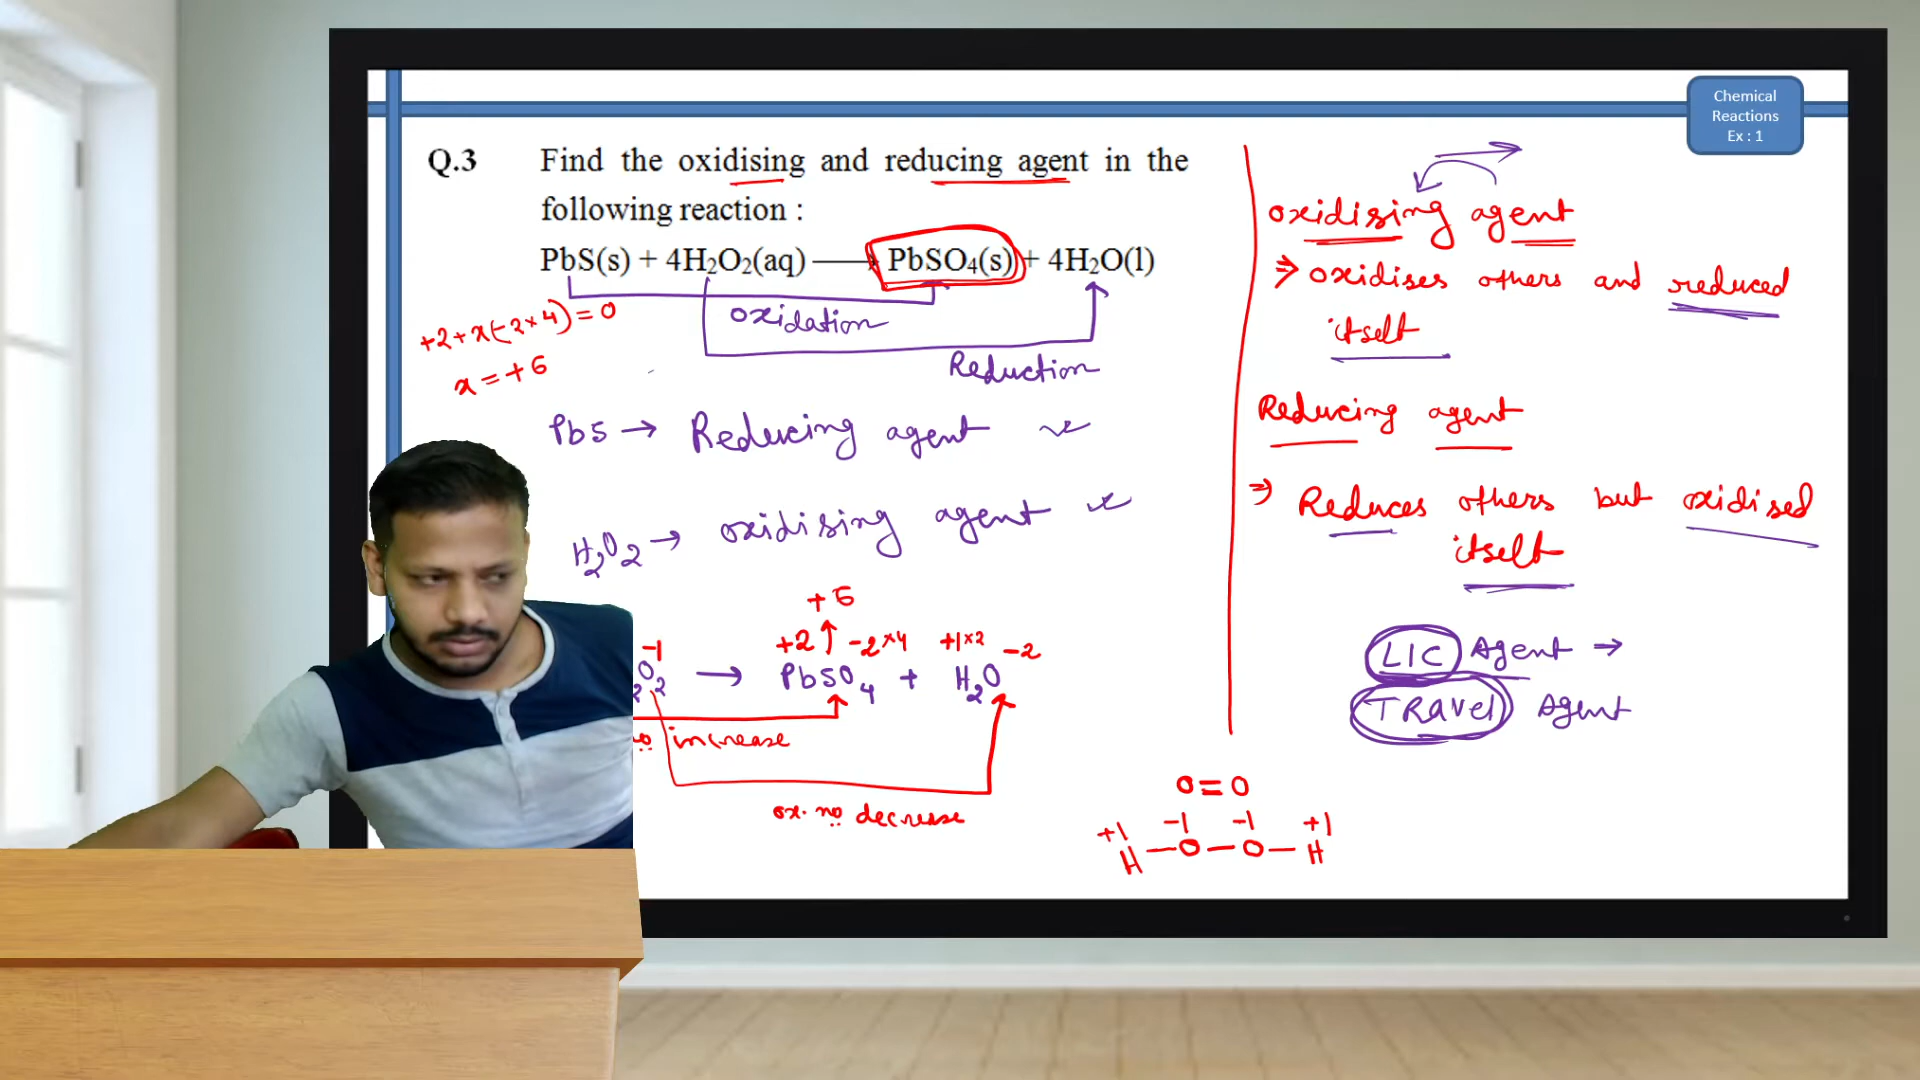 Chemical
Reactions
Ex : 1
Q.3 Find the oxidising and reducing agent in the
following reaction :
PbS(s) + 4H₂O₂(aq) ⟶ PbSO₄(s) + 4H₂O(l)
oxidation
Reduction
+2+x(-2×4)=0
x=+6
PbS → Reducing agent
H₂O₂ → oxidising agent
+6
-1 +2 -2×4 +1×2 -2
O₂ → PbSO₄ + H₂O
increase
ox. no decrease
oxidising agent
⇒ oxidises others and reduced
itself
Reducing agent
⇒ Reduces others but oxidised
itself
LIC Agent →
TRAVEL Agent
O=O
+1 -1 -1 +1
H-O-O-H